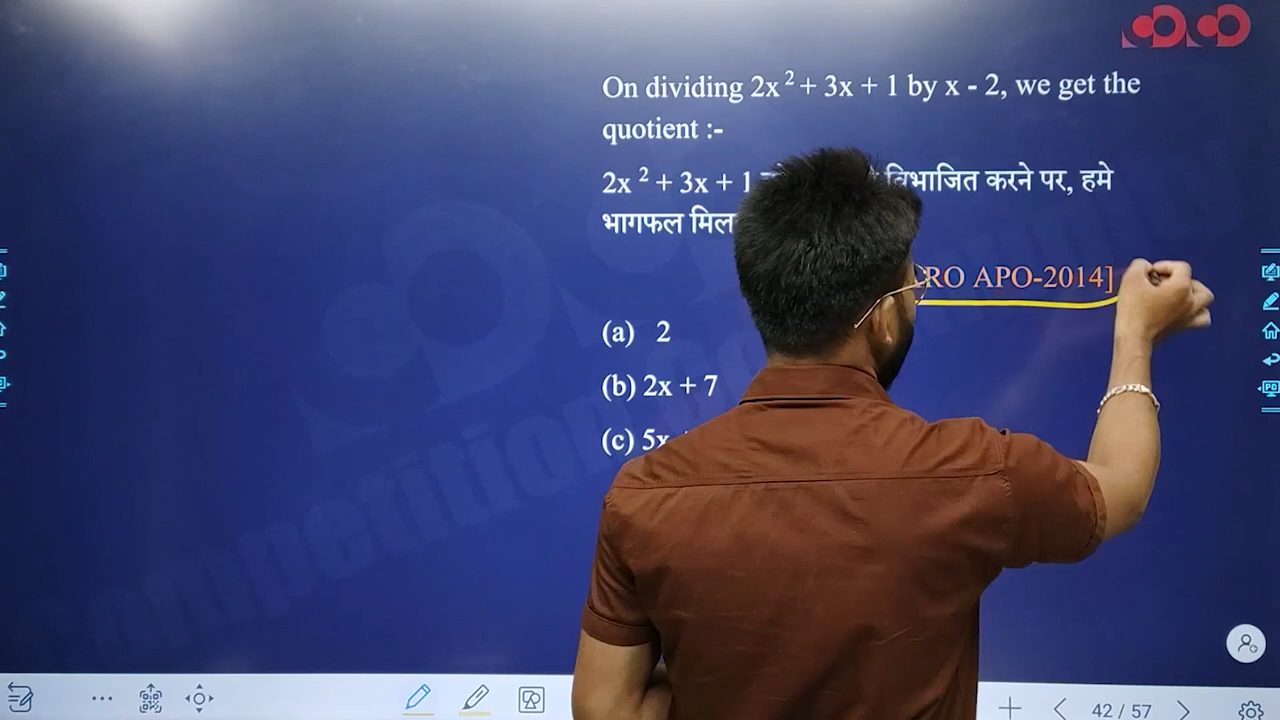 On dividing 2x² + 3x + 1 by x - 2, we get the
quotient :-
2x² + 3x + 1 विभाजित करने पर, हमे
भागफल
RO APO-2014]
(a) 2
(b) 2x + 7
(c) 5x
42 / 57